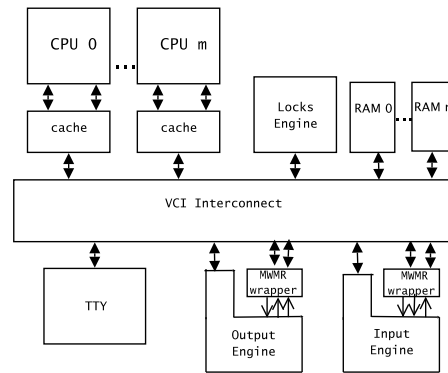 CPU 0
CPU m
cache
cache
Locks
Engine
RAM 0
RAM n
VCI Interconnect
TTY
MWMR
wrapper
Output
Engine
MWMR
wrapper
Input
Engine